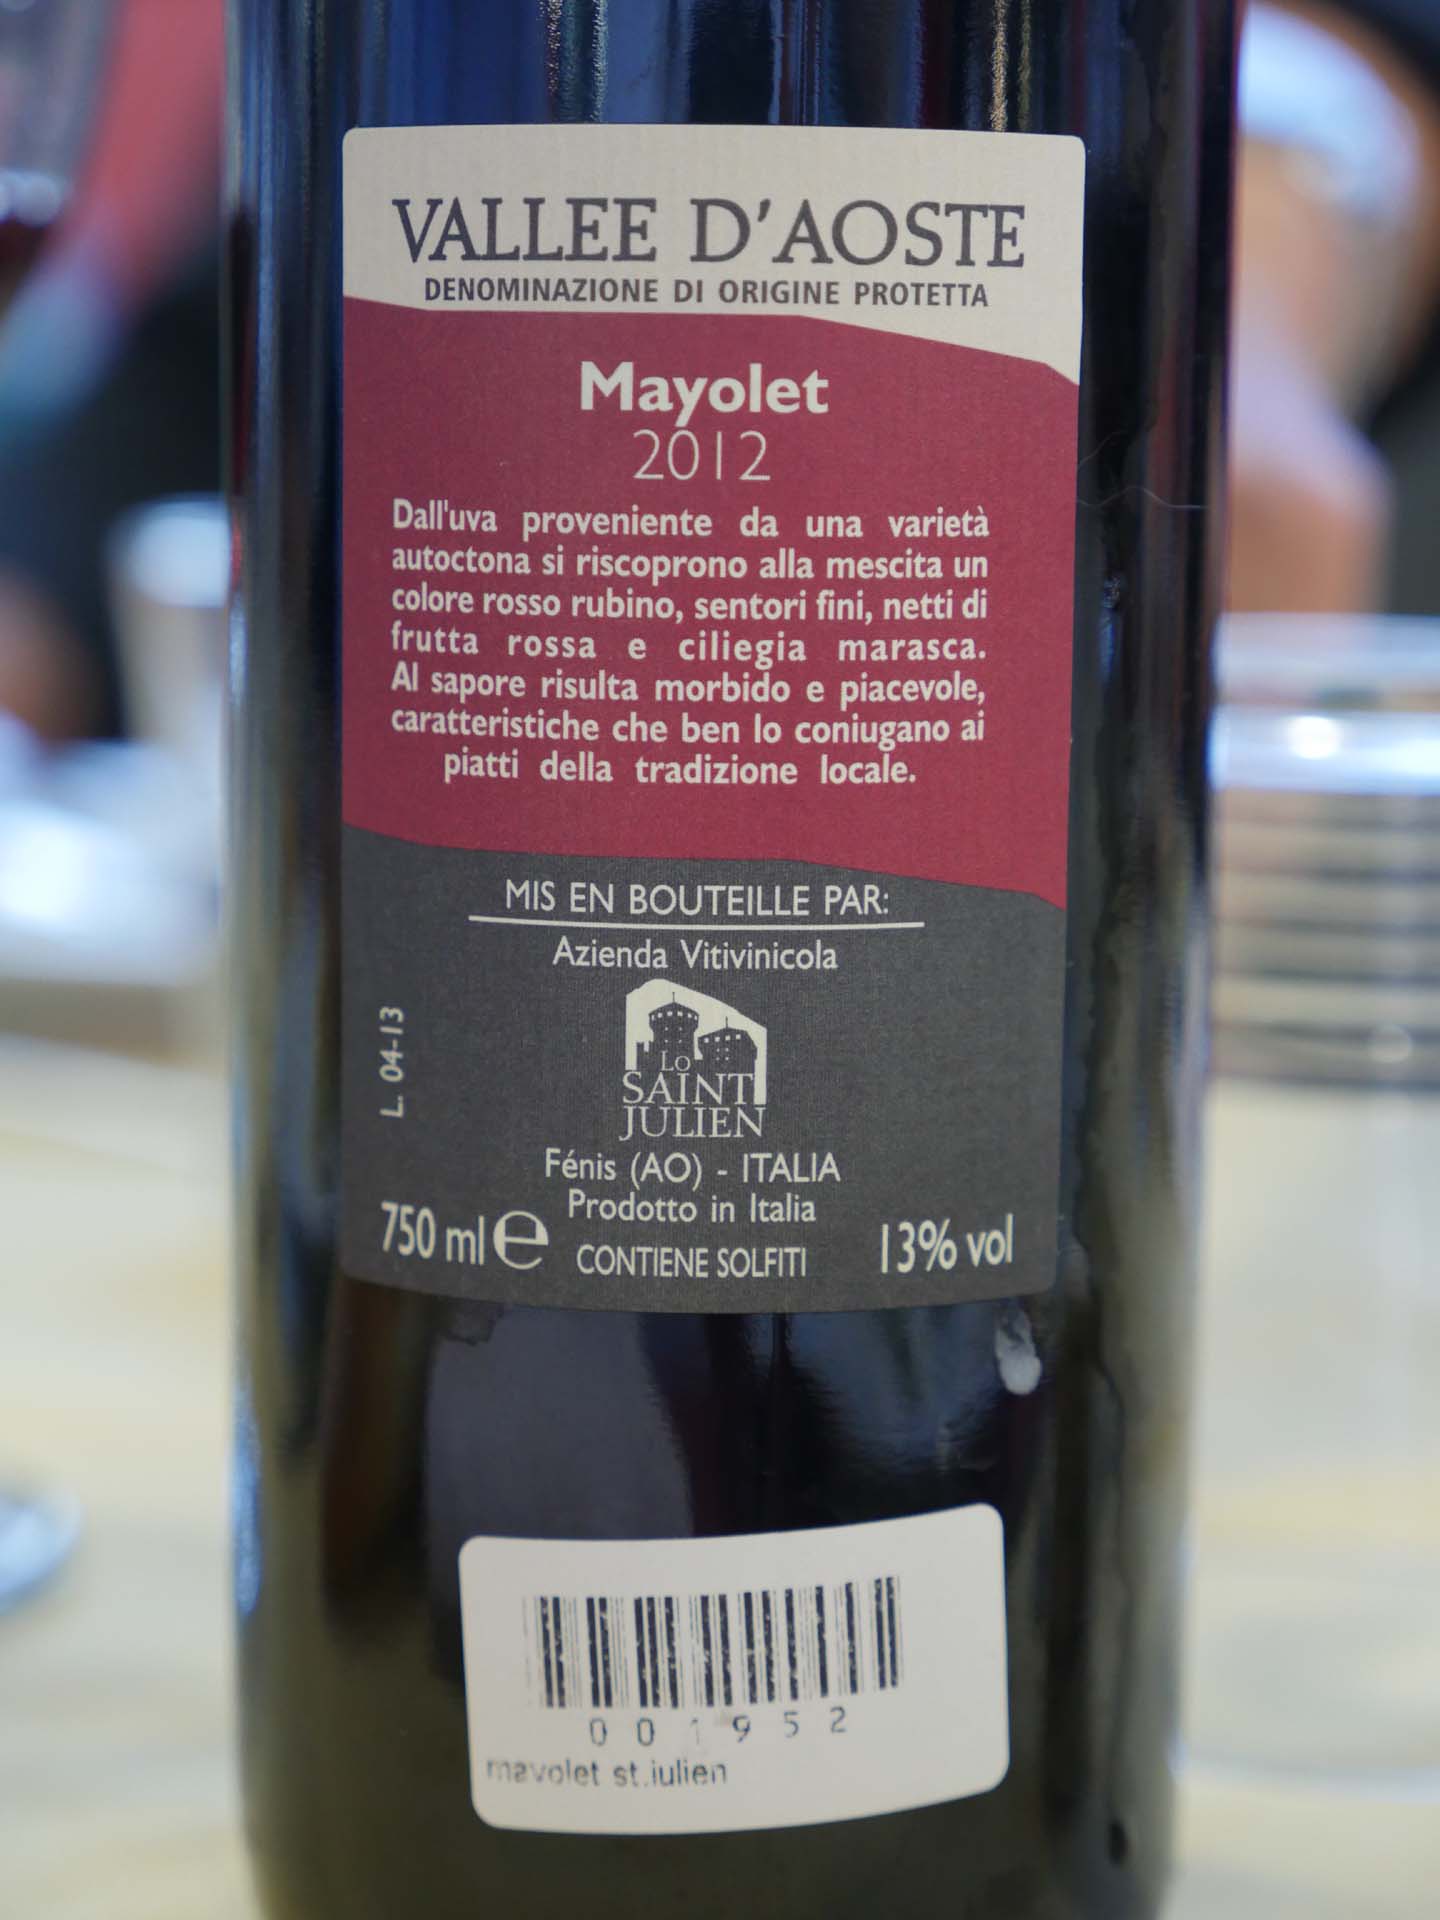 VALLEE D'AOSTE
DENOMINAZIONE DI ORIGINE PROTETTA
Mayolet
2012
Dall'uva proveniente da una varietà
autoctona si riscoprono alla mescita un
colore rosso rubino, sentori fini, netti di
frutta rossa e ciliegia marasca.
Al sapore risulta morbido e piacevole,
caratteristiche che ben lo coniugano ai
piatti della tradizione locale.
MIS EN BOUTEILLE PAR:
Azienda Vitivinicola
LO
SAINT
JULIEN
Fénis (AO) - ITALIA
Prodotto in Italia
L. 04-13
750 ml e
CONTIENE SOLFITI
13% vol
001952
mayolet st.julien